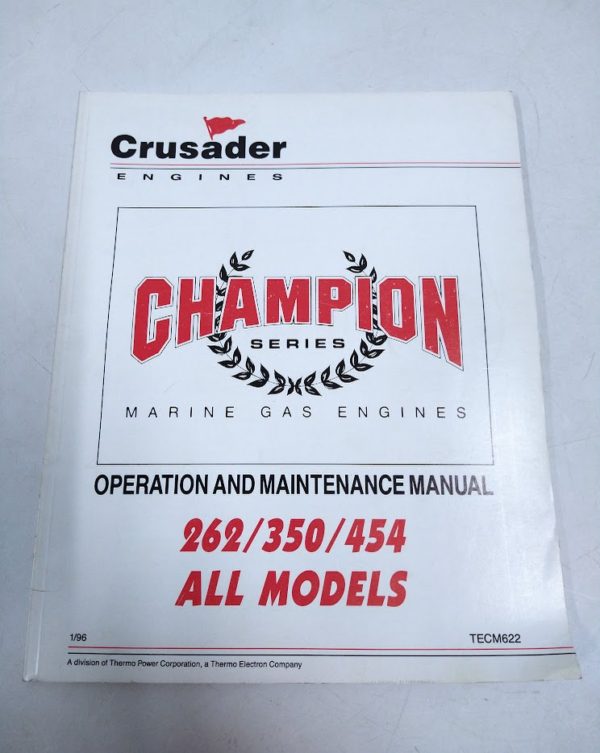 Crusader
ENGINES
CHAMPION
SERIES
MARINE GAS ENGINES
OPERATION AND MAINTENANCE MANUAL
262/350/454
ALL MODELS
1/96 TECM622
A division of Thermo Power Corporation, a Thermo Electron Company